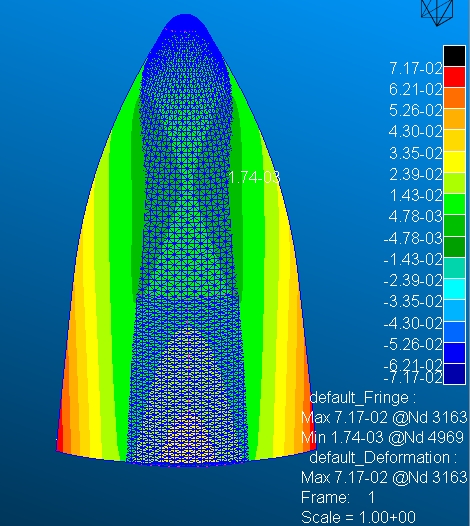 7.17-02
6.21-02
5.26-02
4.30-02
3.35-02
2.39-02
1.74-03
1.43-02
4.78-03
-4.78-03
-1.43-02
-2.39-02
-3.35-02
-4.30-02
-5.26-02
-6.21-02
-7.17-02
default_Fringe :
Max 7.17-02 @Nd 3163
Min 1.74-03 @Nd 4969
default_Deformation :
Max 7.17-02 @Nd 3163
Frame: 1
Scale = 1.00+00